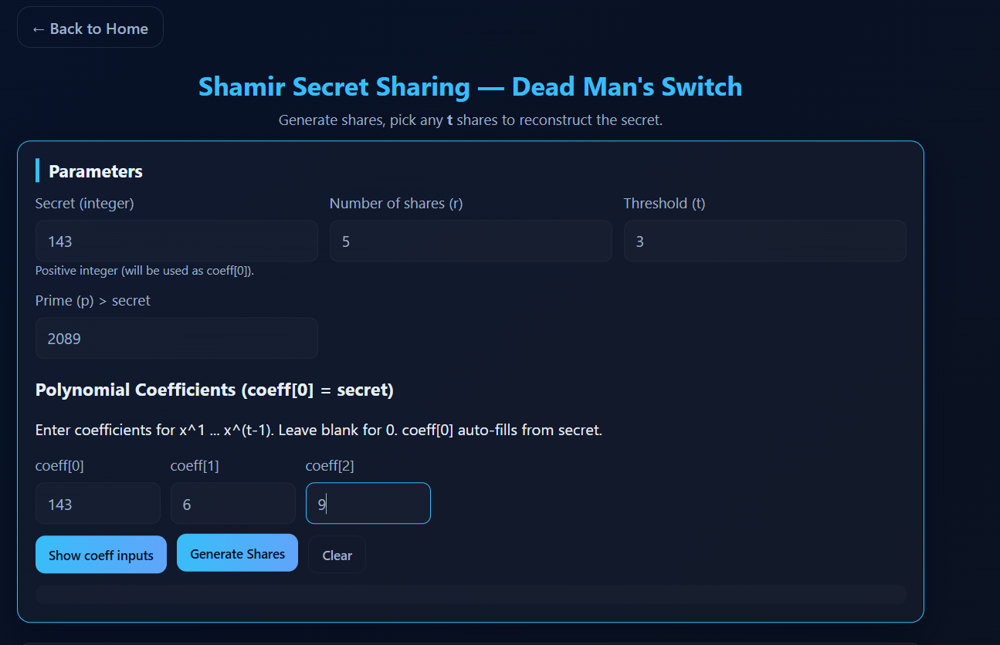 ← Back to Home
Shamir Secret Sharing — Dead Man's Switch
Generate shares, pick any t shares to reconstruct the secret.
Parameters
Secret (integer) Number of shares (r) Threshold (t)
143 5 3
Positive integer (will be used as coeff[0]).
Prime (p) > secret
2089
Polynomial Coefficients (coeff[0] = secret)
Enter coefficients for x^1 ... x^(t-1). Leave blank for 0. coeff[0] auto-fills from secret.
coeff[0] coeff[1] coeff[2]
143 6 9
Show coeff inputs Generate Shares Clear